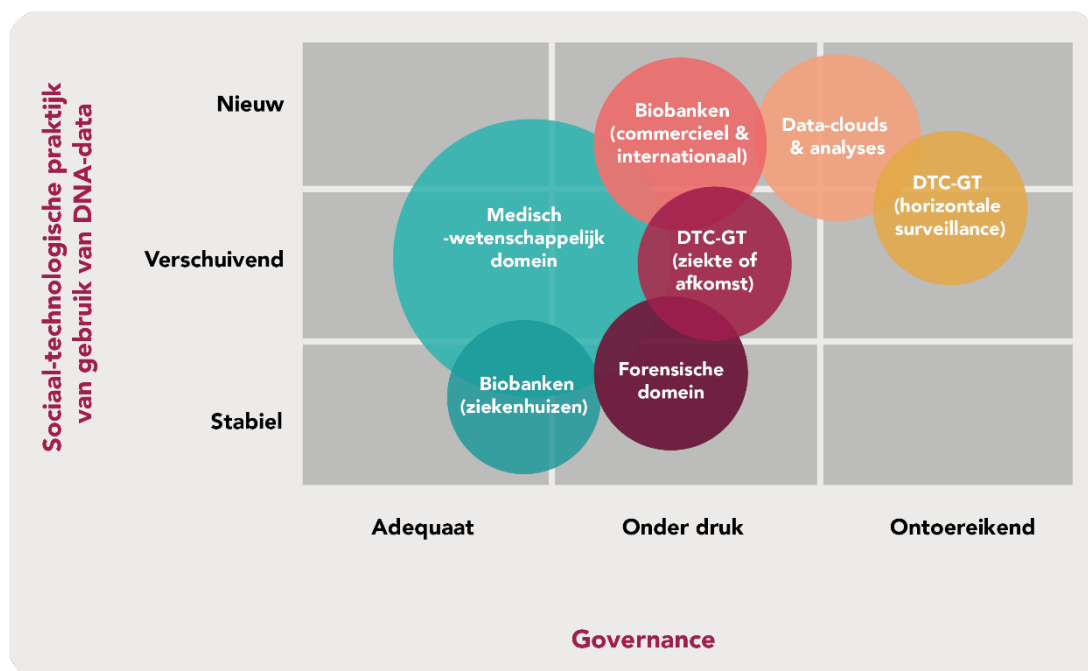 Sociaal-technologische praktijk
van gebruik van DNA-data
Nieuw
Verschuivend
Stabiel
Biobanken
(commercieel &
internationaal)
Data-clouds
& analyses
DTC-GT
(horizontale
surveillance)
Medisch
-wetenschappelijk
domein
DTC-GT
(ziekte of
afkomst)
Biobanken
(ziekenhuizen)
Forensische
domein
Adequaat
Onder druk
Ontoereikend
Governance